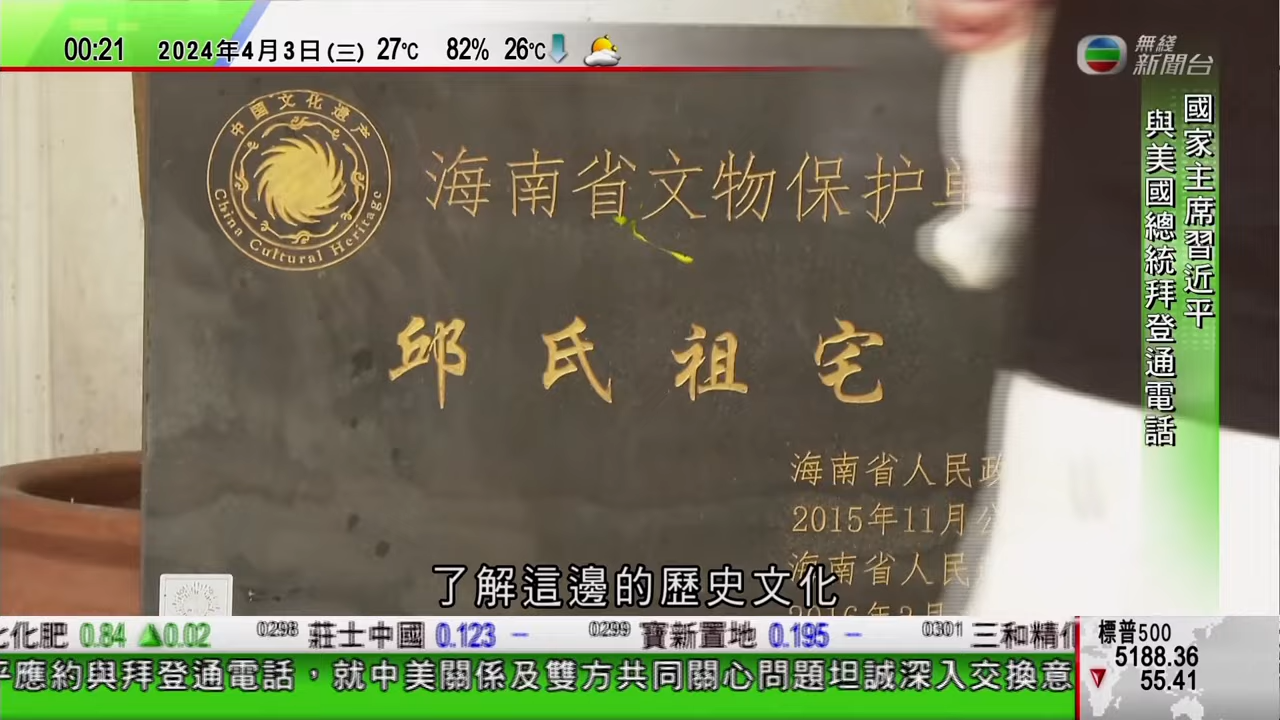 00:21 2024年4月3日(三) 27℃ 82% 26℃
無綫
新聞台
國家主席習近平
與美國總統拜登通電話
中国文化遗产
China Cultural Heritage
海南省文物保护单
邱氏祖宅
海南省人民政
2015年11月公
海南省人民
2016年2月
了解這邊的歷史文化
化肥 0.84 ▲0.02 0298 莊士中國 0.123 – 0299 寶新置地 0.195 – 0301 三和精化
平應約與拜登通電話，就中美關係及雙方共同關心問題坦誠深入交換意
標普500
5188.36
▼ 55.41